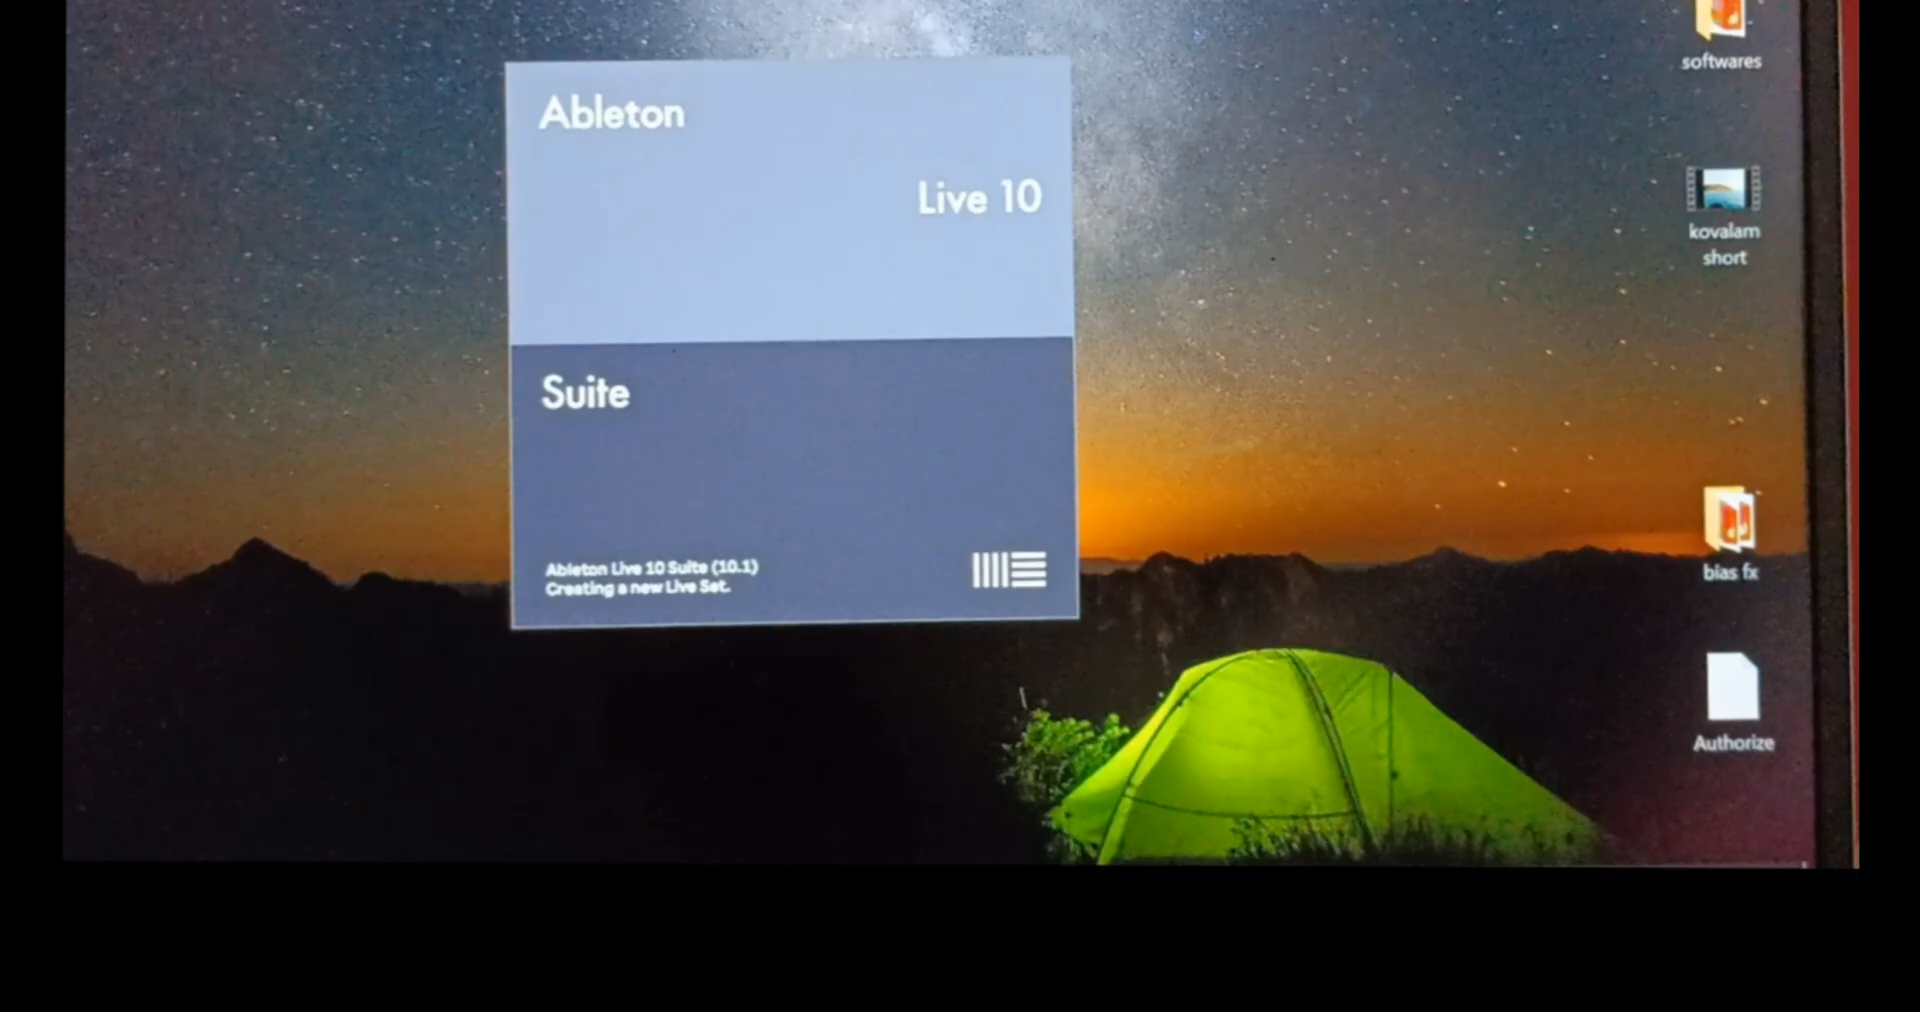 Ableton
Live 10
Suite
Ableton Live 10 Suite (10.1)
Creating a new Live Set.
softwares
kovalam
short
bias fx
Authorize